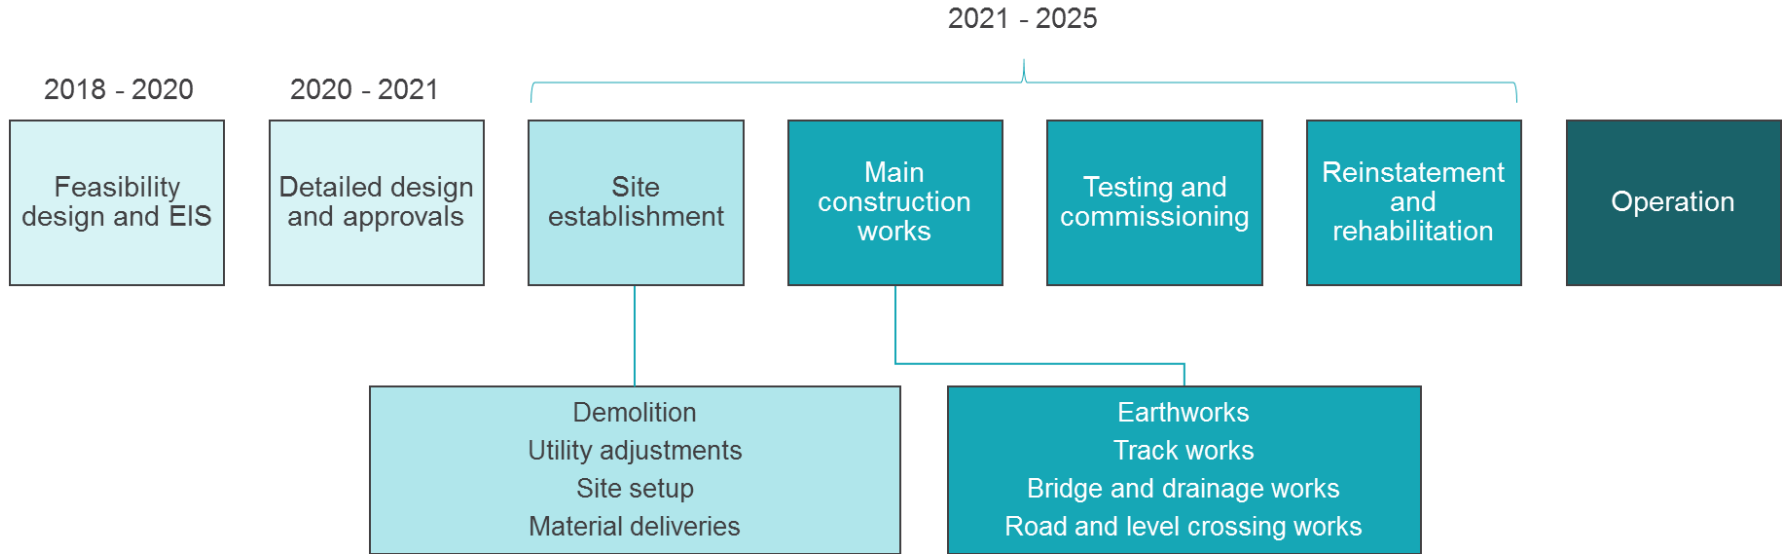 2021 - 2025
2018 - 2020
2020 - 2021
Feasibility
design and EIS
Detailed design
and approvals
Site
establishment
Main
construction
works
Testing and
commissioning
Reinstatement
and
rehabilitation
Operation
Demolition
Utility adjustments
Site setup
Material deliveries
Earthworks
Track works
Bridge and drainage works
Road and level crossing works